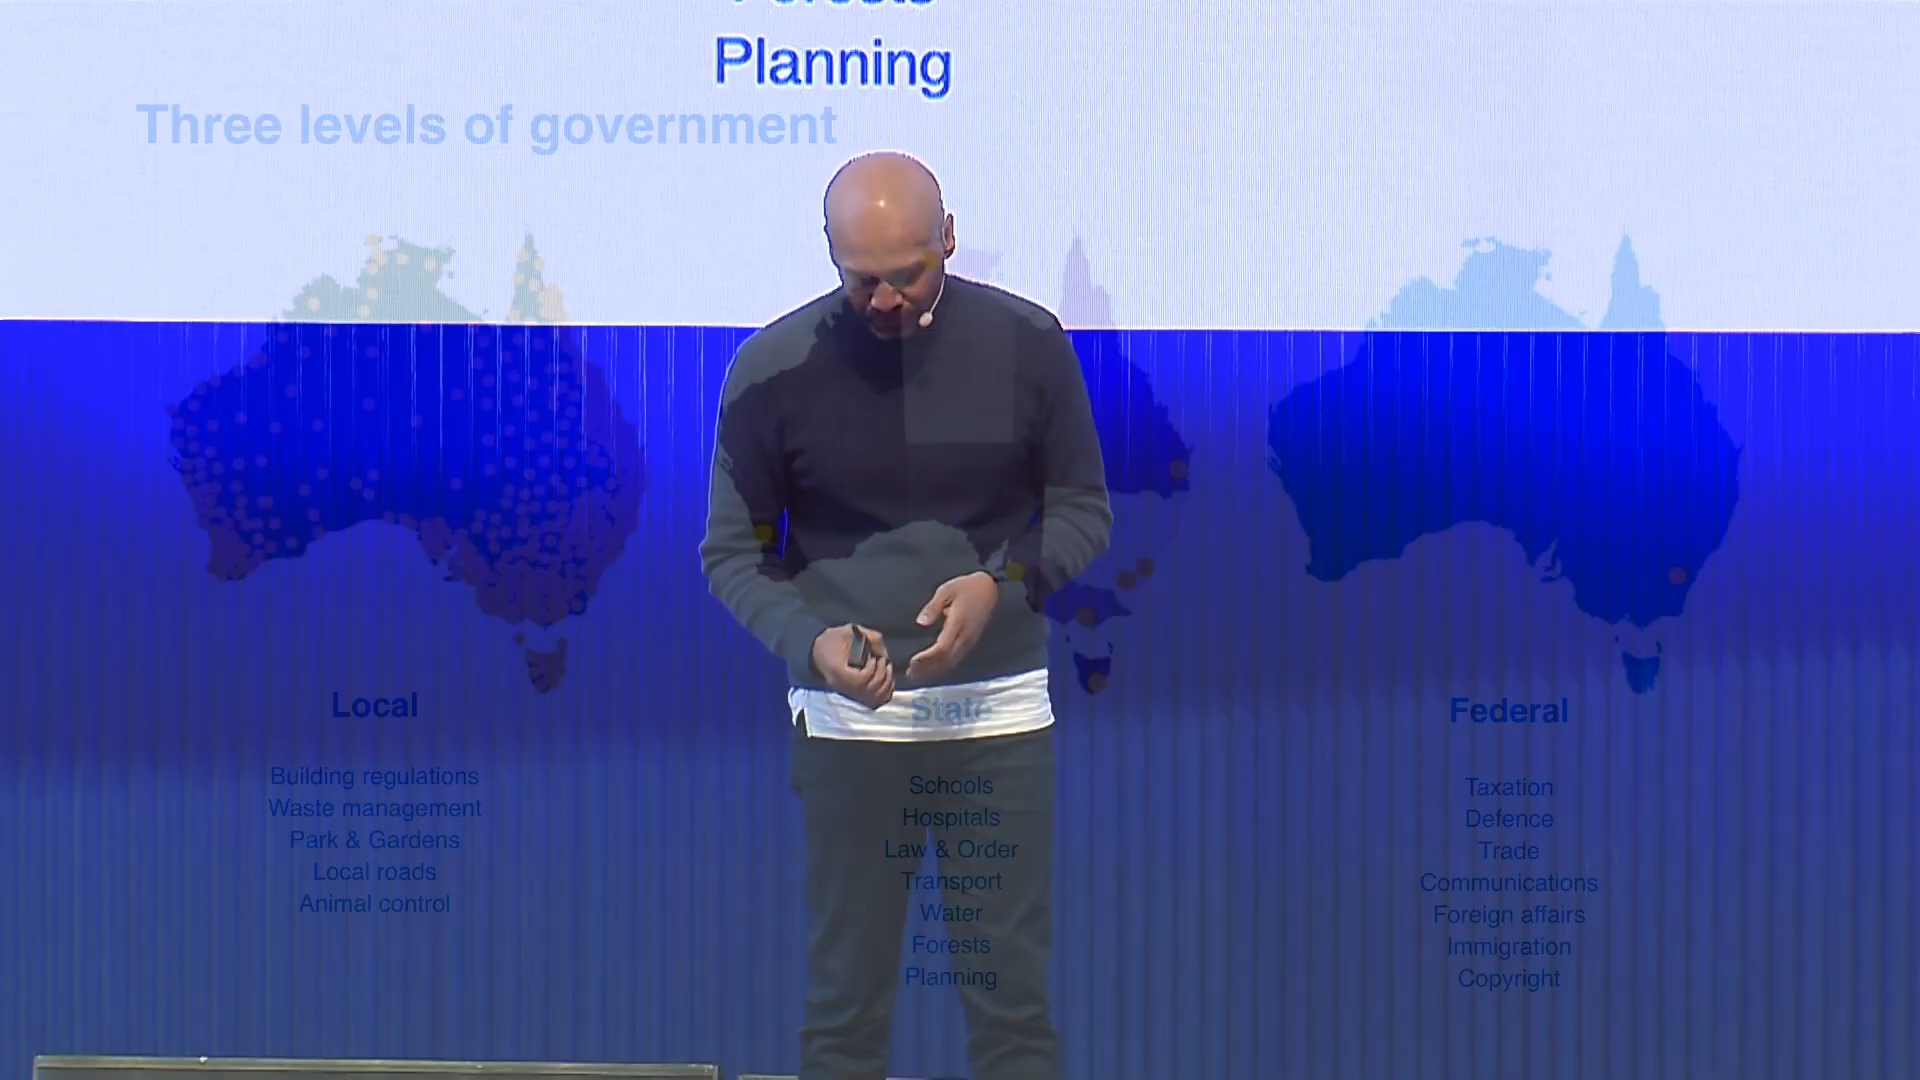 Forests
Planning
Three levels of government
Local
Building regulations
Waste management
Park & Gardens
Local roads
Animal control
State
Schools
Hospitals
Law & Order
Transport
Water
Forests
Planning
Federal
Taxation
Defence
Trade
Communications
Foreign affairs
Immigration
Copyright